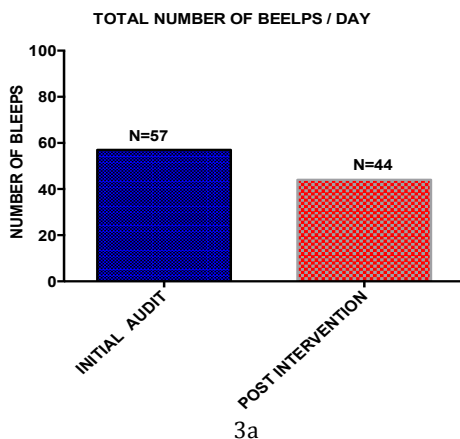 TOTAL NUMBER OF BEELPS / DAY
100
80
60
40
20
0
NUMBER OF BLEEPS
N=57
N=44
INITIAL AUDIT
POST INTERVENTION
3a